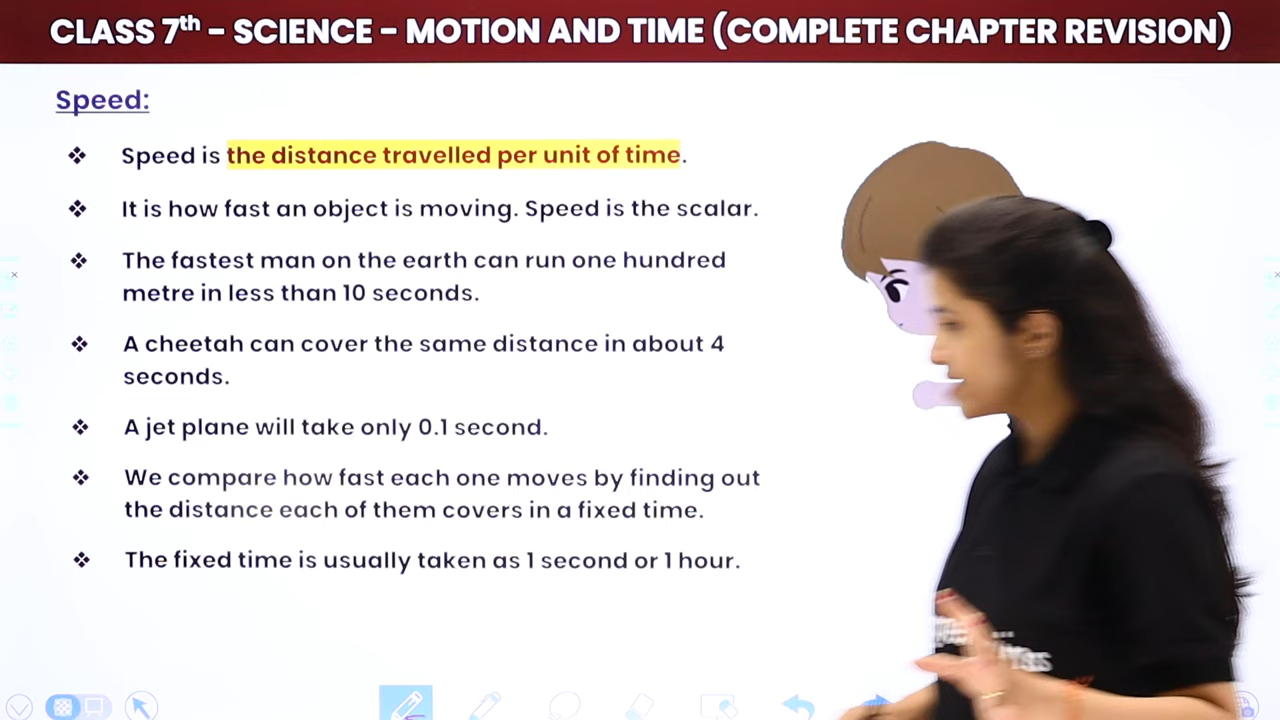 CLASS 7th – SCIENCE – MOTION AND TIME (COMPLETE CHAPTER REVISION)
Speed:
❖ Speed is the distance travelled per unit of time.
❖ It is how fast an object is moving. Speed is the scalar.
❖ The fastest man on the earth can run one hundred
metre in less than 10 seconds.
❖ A cheetah can cover the same distance in about 4
seconds.
❖ A jet plane will take only 0.1 second.
❖ We compare how fast each one moves by finding out
the distance each of them covers in a fixed time.
❖ The fixed time is usually taken as 1 second or 1 hour.